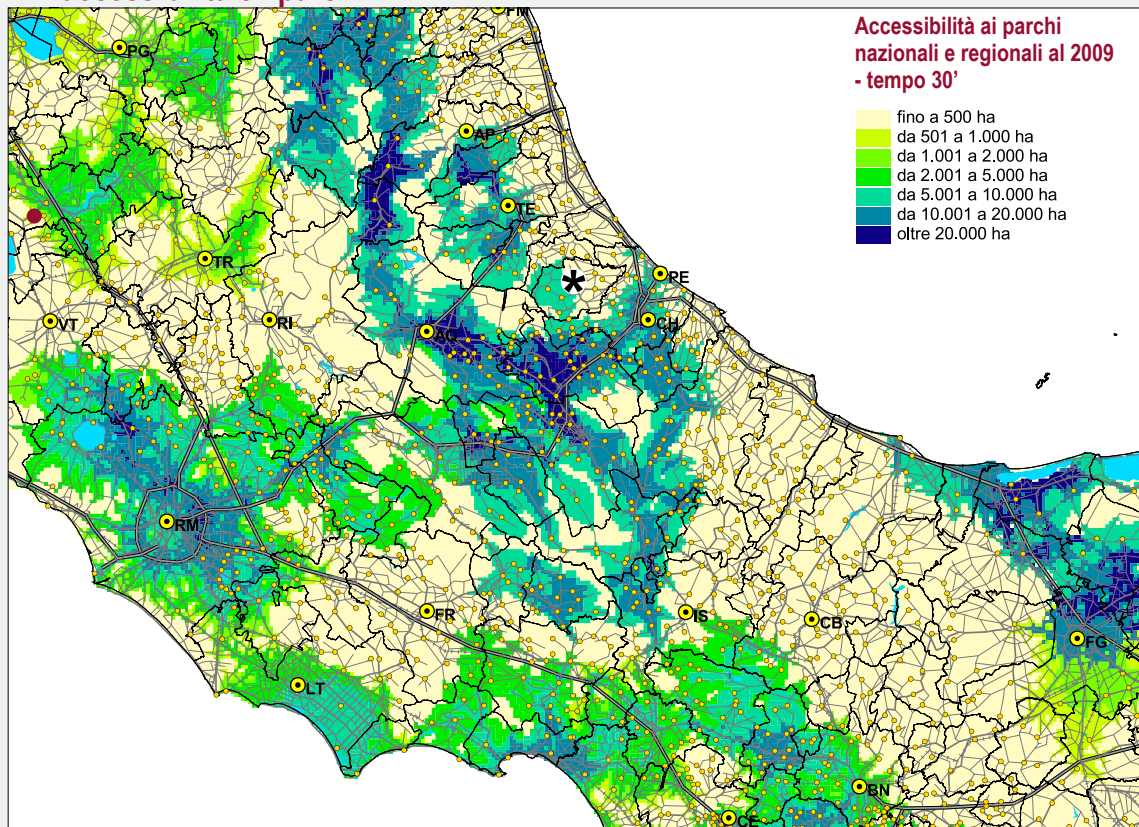 Accessibilità ai parchi
nazionali e regionali al 2009
- tempo 30’
fino a 500 ha
da 501 a 1.000 ha
da 1.001 a 2.000 ha
da 2.001 a 5.000 ha
da 5.001 a 10.000 ha
da 10.001 a 20.000 ha
oltre 20.000 ha
PG
AP
TE
TR
*
PE
VT
RI
AQ
CH
RM
FR
IS
CB
FG
LT
BN
CE